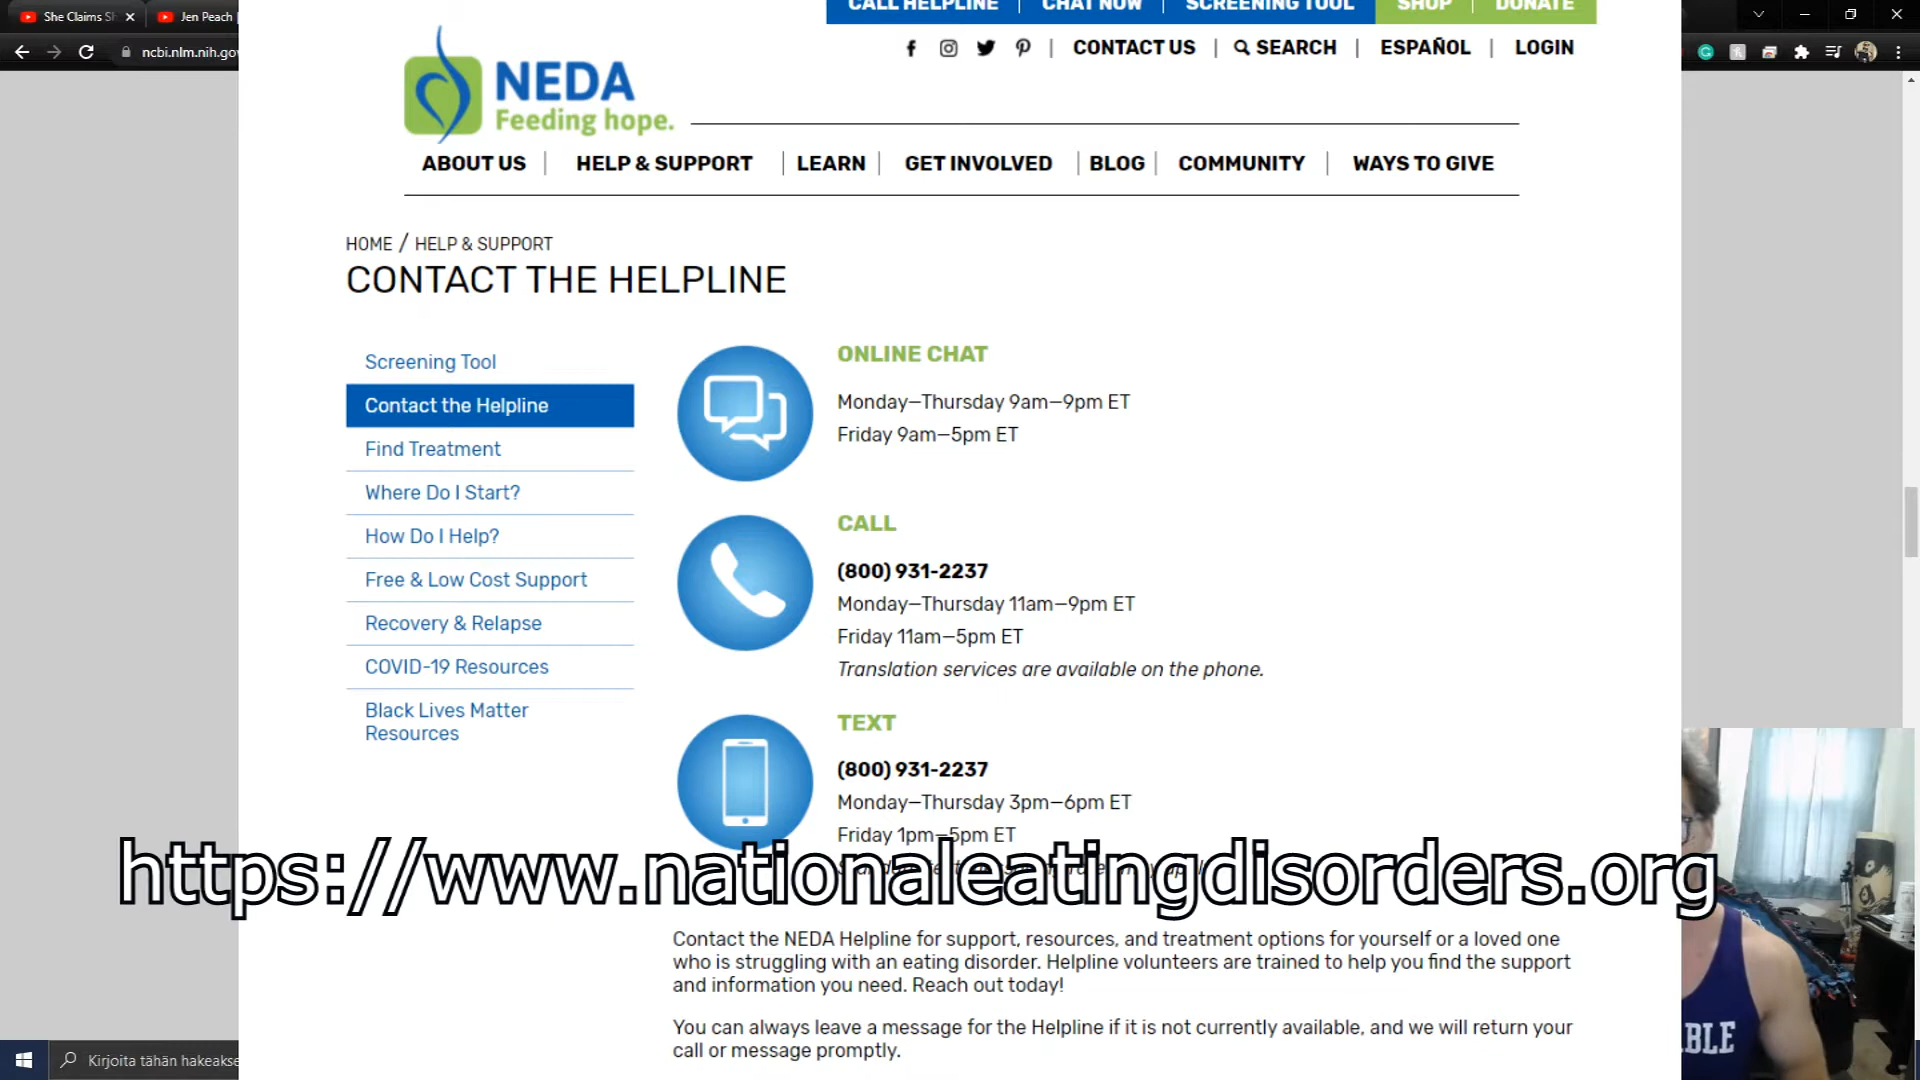 She Claims Sh
Jen Peach
ncbi.nlm.nih.gov
CALL HELPLINE
CHAT NOW
SCREENING TOOL
SHOP
DONATE
CONTACT US
SEARCH
ESPAÑOL
LOGIN
NEDA
Feeding hope.
ABOUT US
HELP & SUPPORT
LEARN
GET INVOLVED
BLOG
COMMUNITY
WAYS TO GIVE
HOME / HELP & SUPPORT
CONTACT THE HELPLINE
Screening Tool
Contact the Helpline
Find Treatment
Where Do I Start?
How Do I Help?
Free & Low Cost Support
Recovery & Relapse
COVID-19 Resources
Black Lives Matter
Resources
ONLINE CHAT
Monday—Thursday 9am—9pm ET
Friday 9am—5pm ET
CALL
(800) 931-2237
Monday—Thursday 11am—9pm ET
Friday 11am—5pm ET
Translation services are available on the phone.
TEXT
(800) 931-2237
Monday—Thursday 3pm—6pm ET
Friday 1pm—5pm ET
https://www.nationaleatingdisorders.org
Contact the NEDA Helpline for support, resources, and treatment options for yourself or a loved one
who is struggling with an eating disorder. Helpline volunteers are trained to help you find the support
and information you need. Reach out today!
You can always leave a message for the Helpline if it is not currently available, and we will return your
call or message promptly.
Kirjoita tähän hakeakse
ABLE